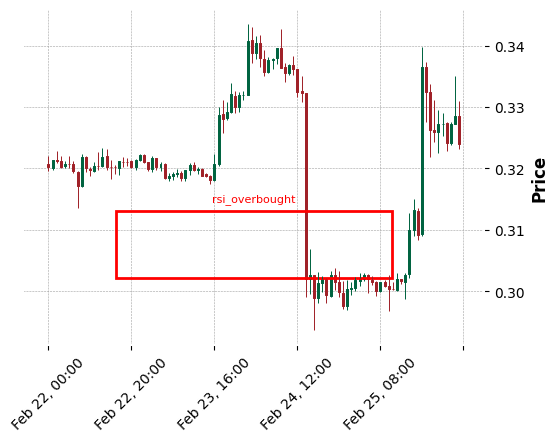 0.34
0.33
0.32
0.31
0.30
Price
rsi_overbought
Feb 22, 00:00
Feb 22, 20:00
Feb 23, 16:00
Feb 24, 12:00
Feb 25, 08:00